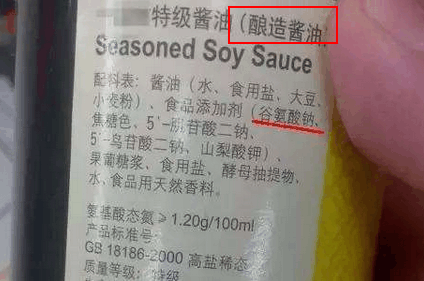 特级酱油(酿造酱油
Seasoned Soy Sauce
配料表:酱油(水、食用盐、大豆、
小麦粉)、食品添加剂(谷氨酸钠、
焦糖色、5'-肌苷酸二钠、
5'-鸟苷酸二钠、山梨酸钾)、
果葡糖浆、食用盐、酵母抽提物、
水、食品用天然香料。
氨基酸态氮≥1.20g/100ml
产品标准号:
GB 18186-2000 高盐稀态
质量等级:特级